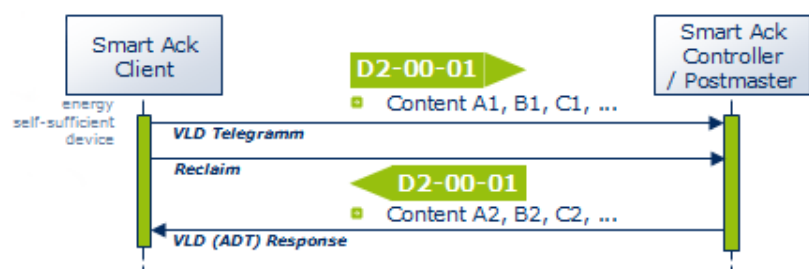 Smart Ack
Client
Smart Ack
Controller
/ Postmaster
D2-00-01
energy
self-sufficient
device
Content A1, B1, C1, ...
VLD Telegramm
Reclaim
D2-00-01
Content A2, B2, C2, ...
VLD (ADT) Response